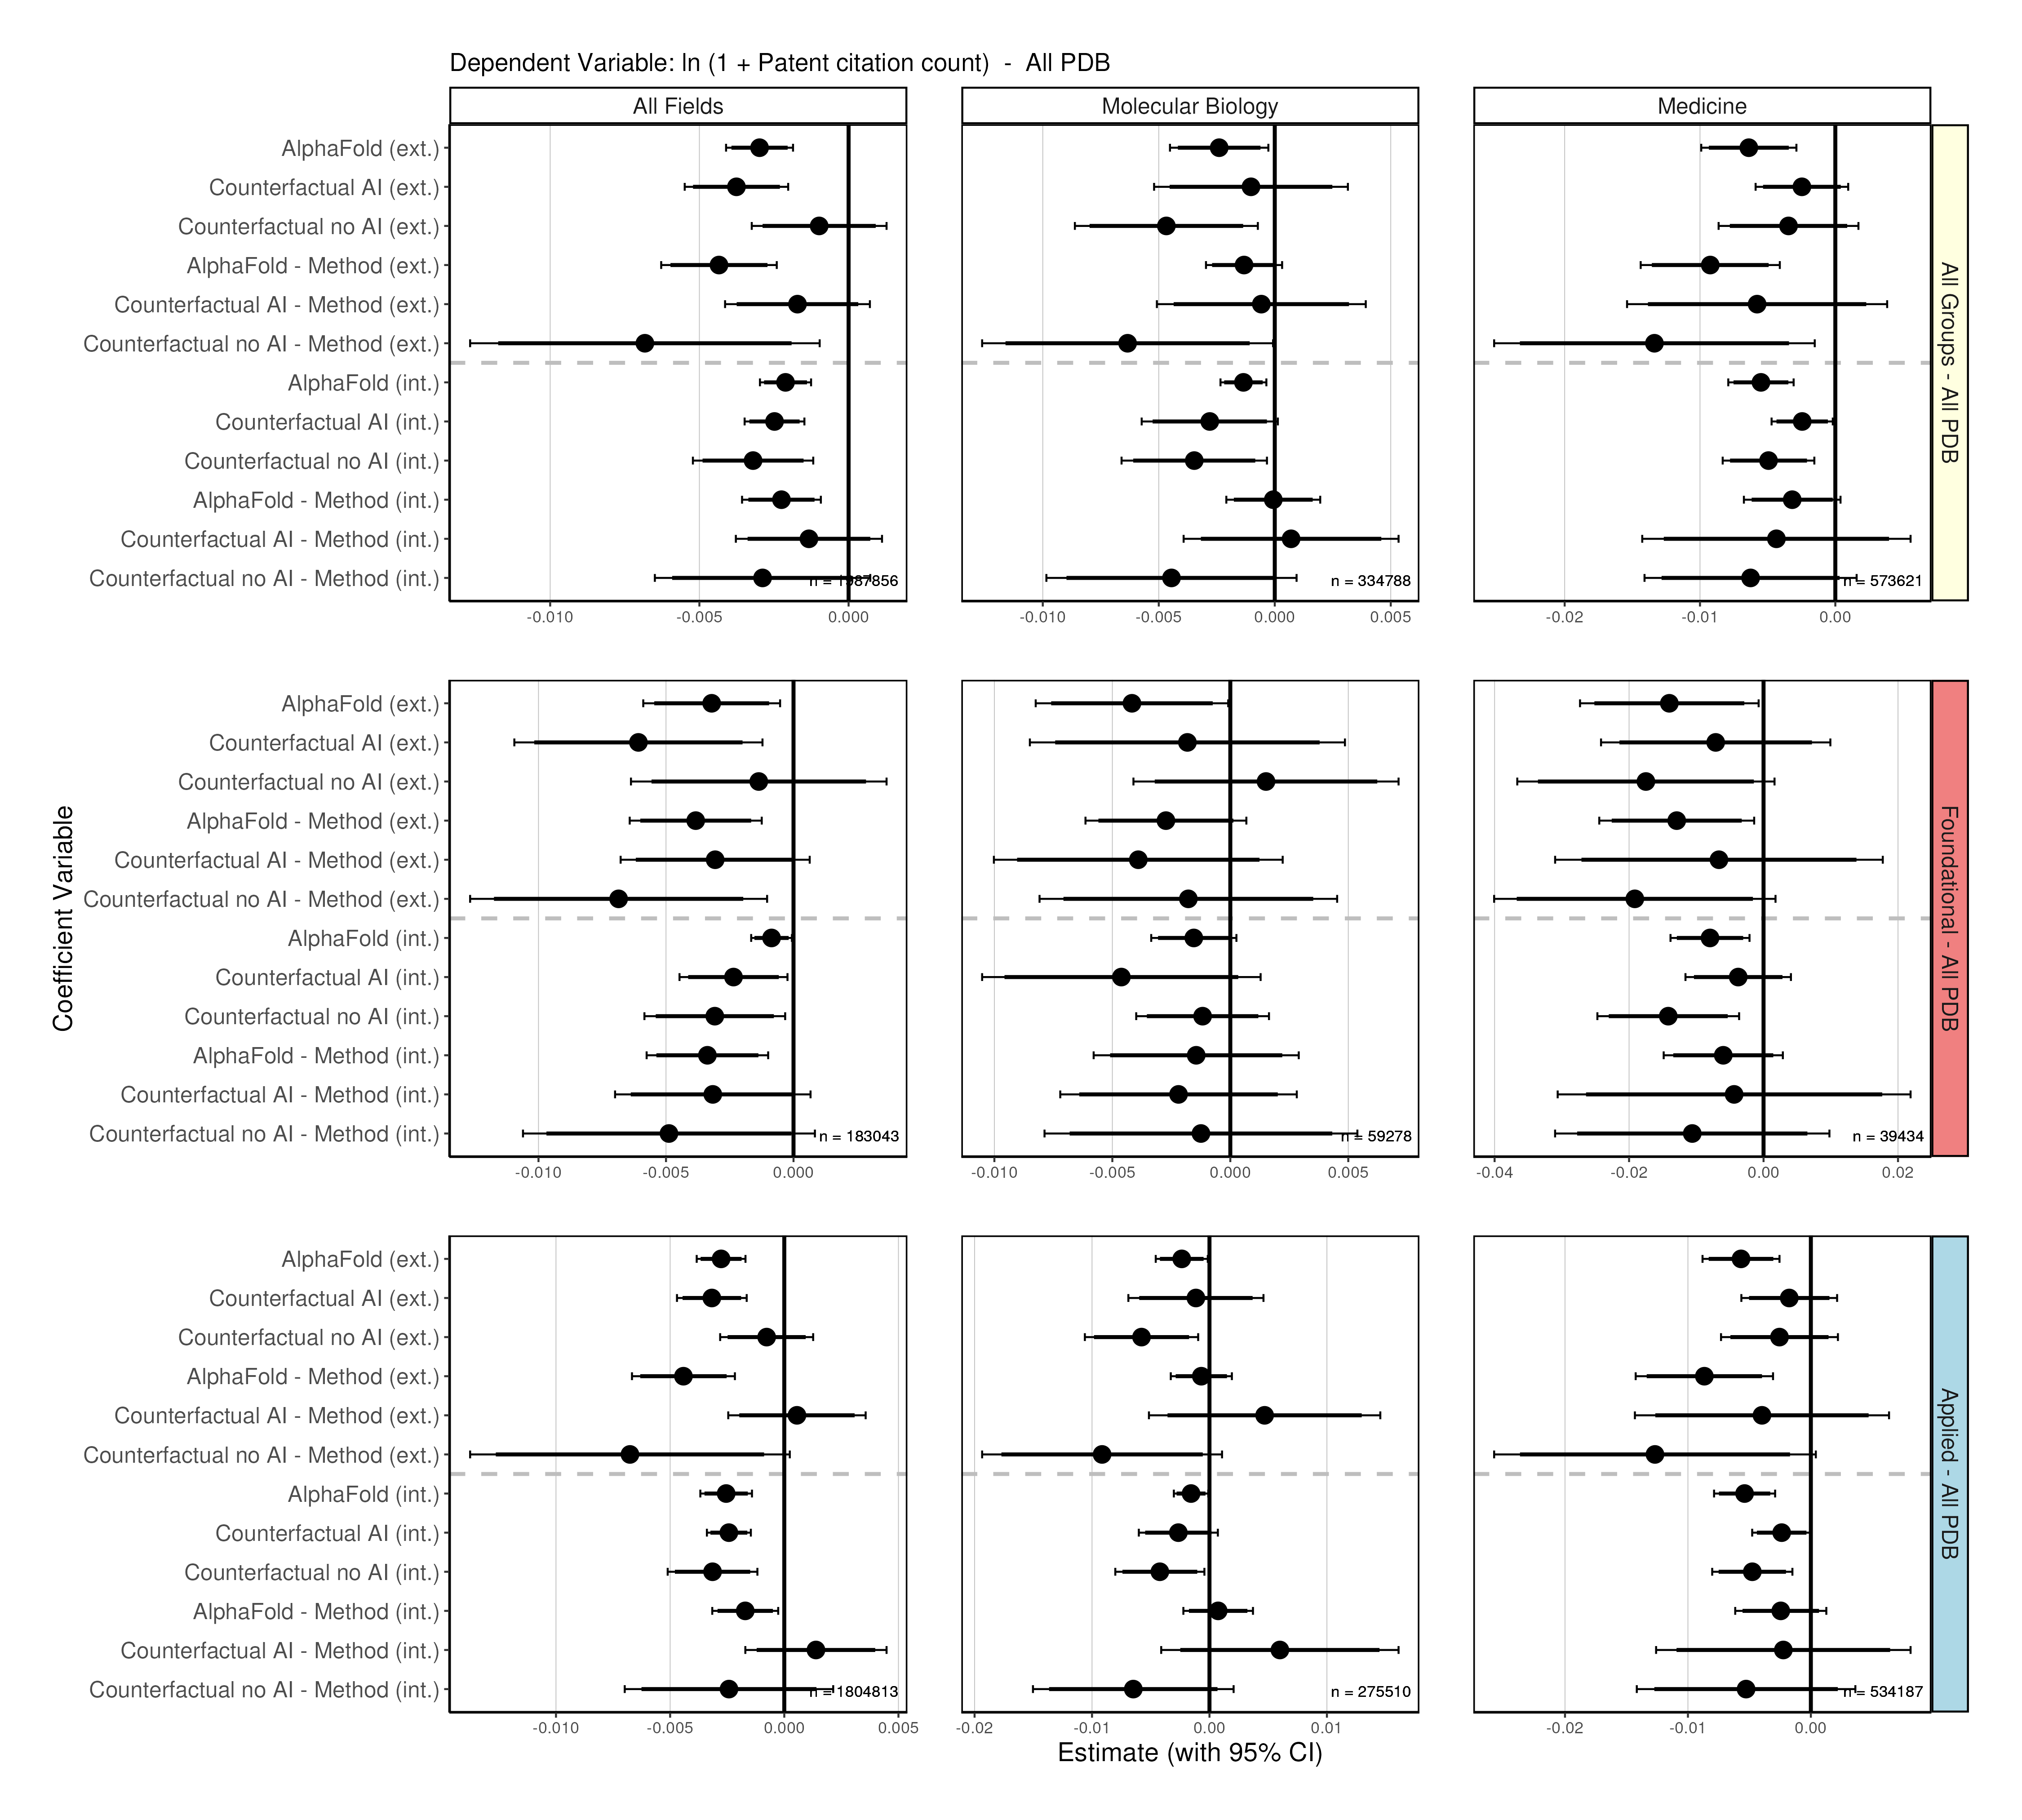 Dependent Variable: ln (1 + Patent citation count)  -  All PDB
All Fields
Molecular Biology
Medicine
AlphaFold (ext.)
Counterfactual AI (ext.)
Counterfactual no AI (ext.)
AlphaFold - Method (ext.)
Counterfactual AI - Method (ext.)
Counterfactual no AI - Method (ext.)
AlphaFold (int.)
Counterfactual AI (int.)
Counterfactual no AI (int.)
AlphaFold - Method (int.)
Counterfactual AI - Method (int.)
Counterfactual no AI - Method (int.)
n = 1987856
n = 334788
n = 573621
-0.010 -0.005 0.000
-0.010 -0.005 0.000 0.005
-0.02 -0.01 0.00
All Groups - All PDB
Coefficient Variable
AlphaFold (ext.)
Counterfactual AI (ext.)
Counterfactual no AI (ext.)
AlphaFold - Method (ext.)
Counterfactual AI - Method (ext.)
Counterfactual no AI - Method (ext.)
AlphaFold (int.)
Counterfactual AI (int.)
Counterfactual no AI (int.)
AlphaFold - Method (int.)
Counterfactual AI - Method (int.)
Counterfactual no AI - Method (int.)
n = 183043
n = 59278
n = 39434
-0.010 -0.005 0.000
-0.010 -0.005 0.000 0.005
-0.04 -0.02 0.00 0.02
Foundational - All PDB
AlphaFold (ext.)
Counterfactual AI (ext.)
Counterfactual no AI (ext.)
AlphaFold - Method (ext.)
Counterfactual AI - Method (ext.)
Counterfactual no AI - Method (ext.)
AlphaFold (int.)
Counterfactual AI (int.)
Counterfactual no AI (int.)
AlphaFold - Method (int.)
Counterfactual AI - Method (int.)
Counterfactual no AI - Method (int.)
n = 1804813
n = 275510
n = 534187
-0.010 -0.005 0.000 0.005
-0.02 -0.01 0.00 0.01
-0.02 -0.01 0.00
Applied - All PDB
Estimate (with 95% CI)